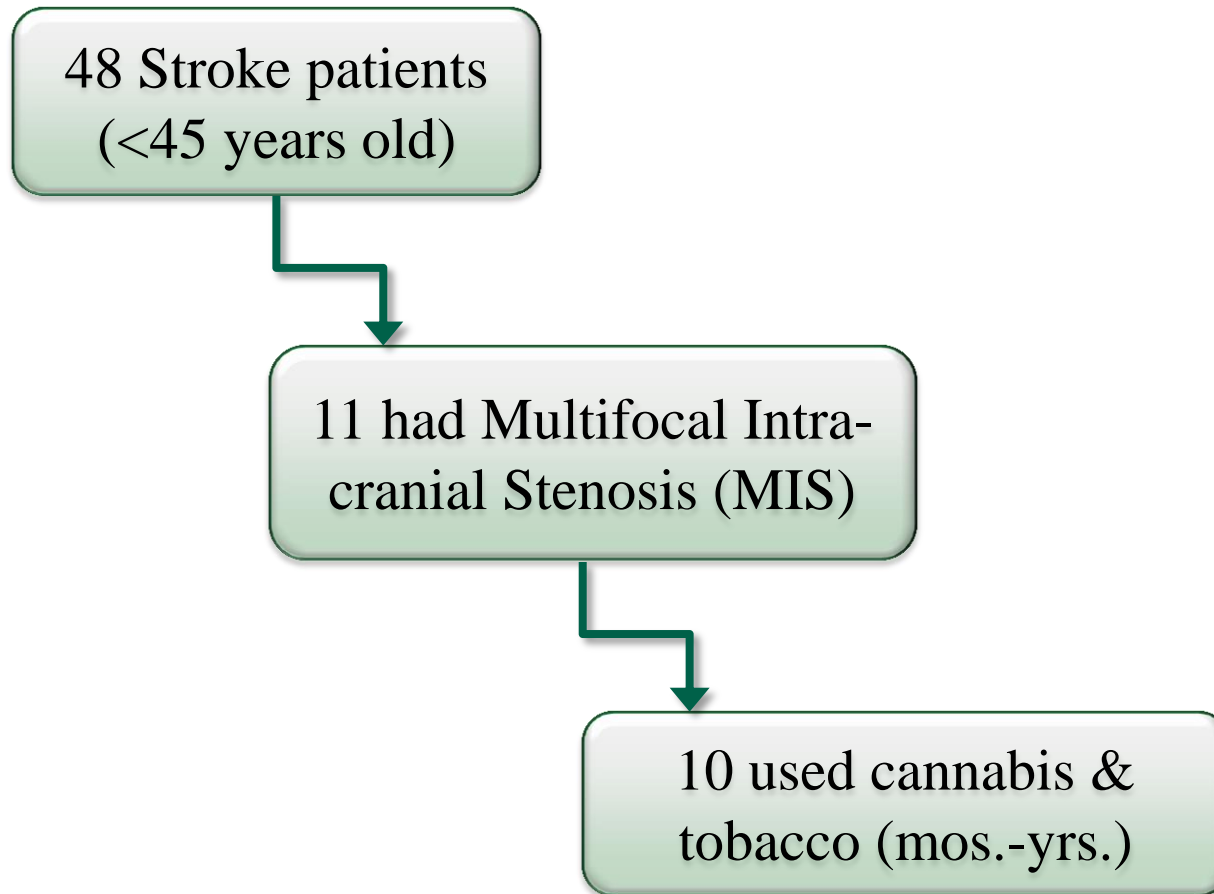 48 Stroke patients
(<45 years old)
11 had Multifocal Intra-
cranial Stenosis (MIS)
10 used cannabis &
tobacco (mos.-yrs.)